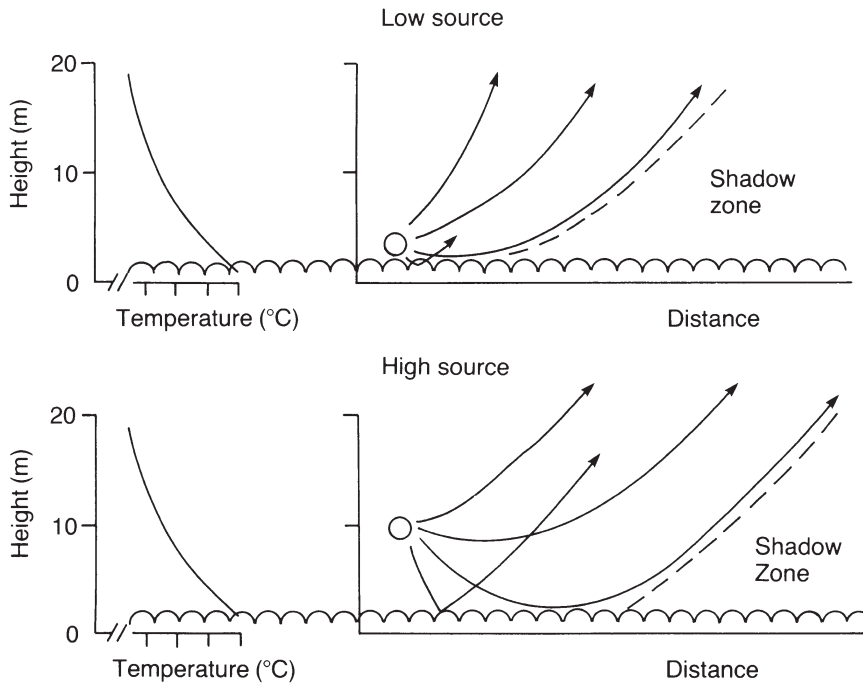 Low source
20
10
0
Height (m)
Shadow
zone
Temperature (°C)
Distance
High source
20
10
0
Height (m)
Shadow
Zone
Temperature (°C)
Distance